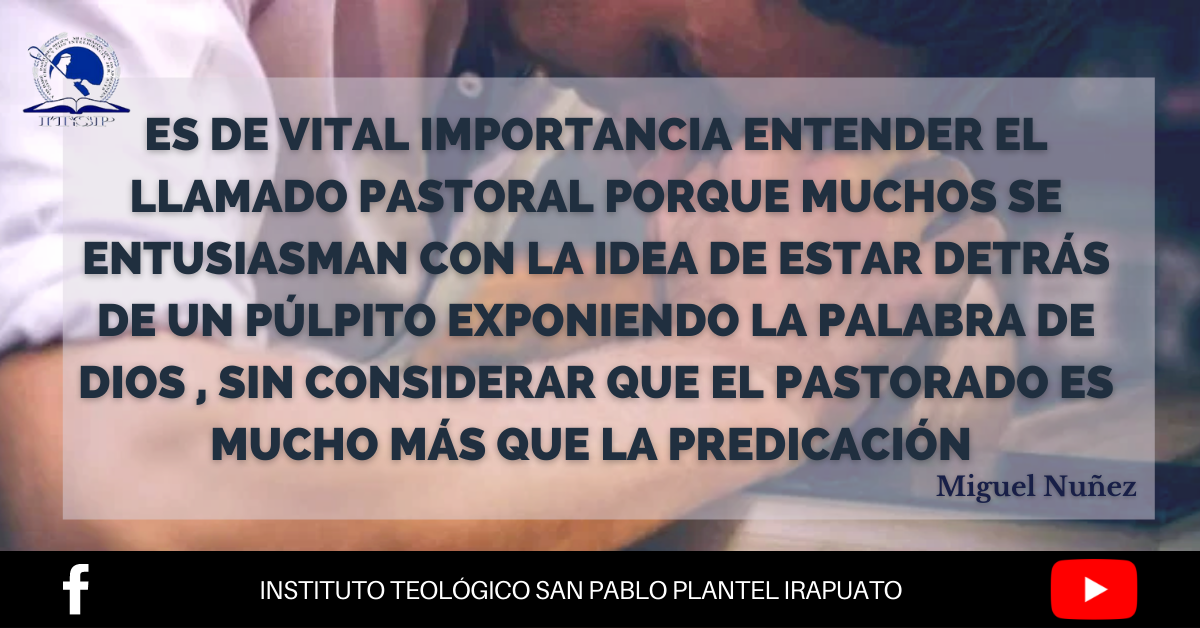 ES DE VITAL IMPORTANCIA ENTENDER EL
LLAMADO PASTORAL PORQUE MUCHOS SE
ENTUSIASMAN CON LA IDEA DE ESTAR DETRÁS
DE UN PÚLPITO EXPONIENDO LA PALABRA DE
DIOS , SIN CONSIDERAR QUE EL PASTORADO ES
MUCHO MÁS QUE LA PREDICACIÓN
Miguel Nuñez
INSTITUTO TEOLÓGICO SAN PABLO PLANTEL IRAPUATO